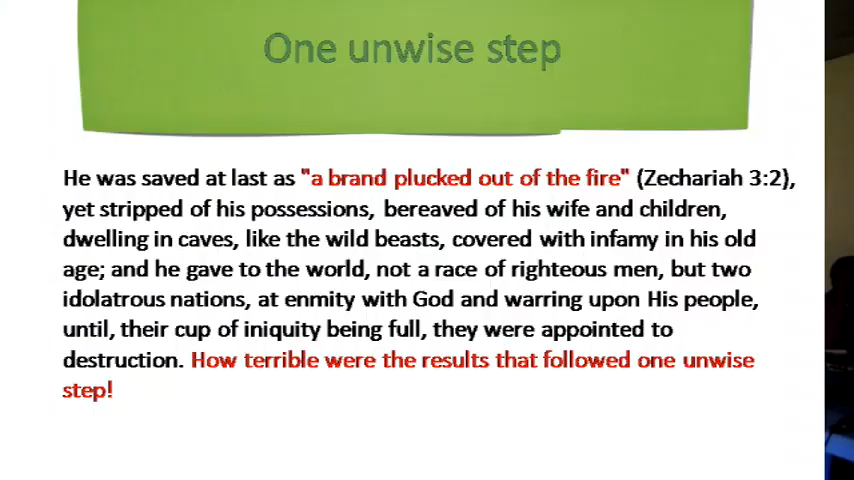 One unwise step
He was saved at last as "a brand plucked out of the fire" (Zechariah 3:2),
yet stripped of his possessions, bereaved of his wife and children,
dwelling in caves, like the wild beasts, covered with infamy in his old
age; and he gave to the world, not a race of righteous men, but two
idolatrous nations, at enmity with God and warring upon His people,
until, their cup of iniquity being full, they were appointed to
destruction. How terrible were the results that followed one unwise
step!